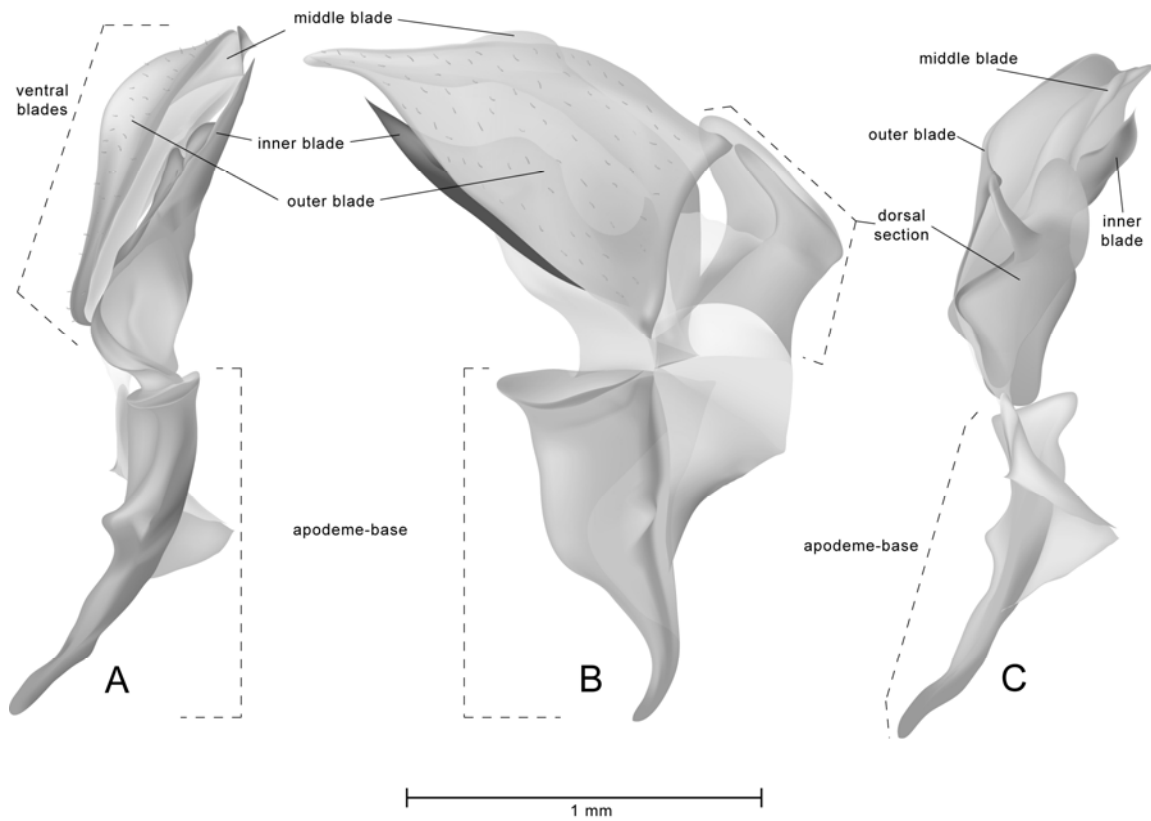 middle blade
ventral
blades
inner blade
outer blade
middle blade
outer blade
inner
blade
dorsal
section
apodeme-base
apodeme-base
A
B
C
1 mm